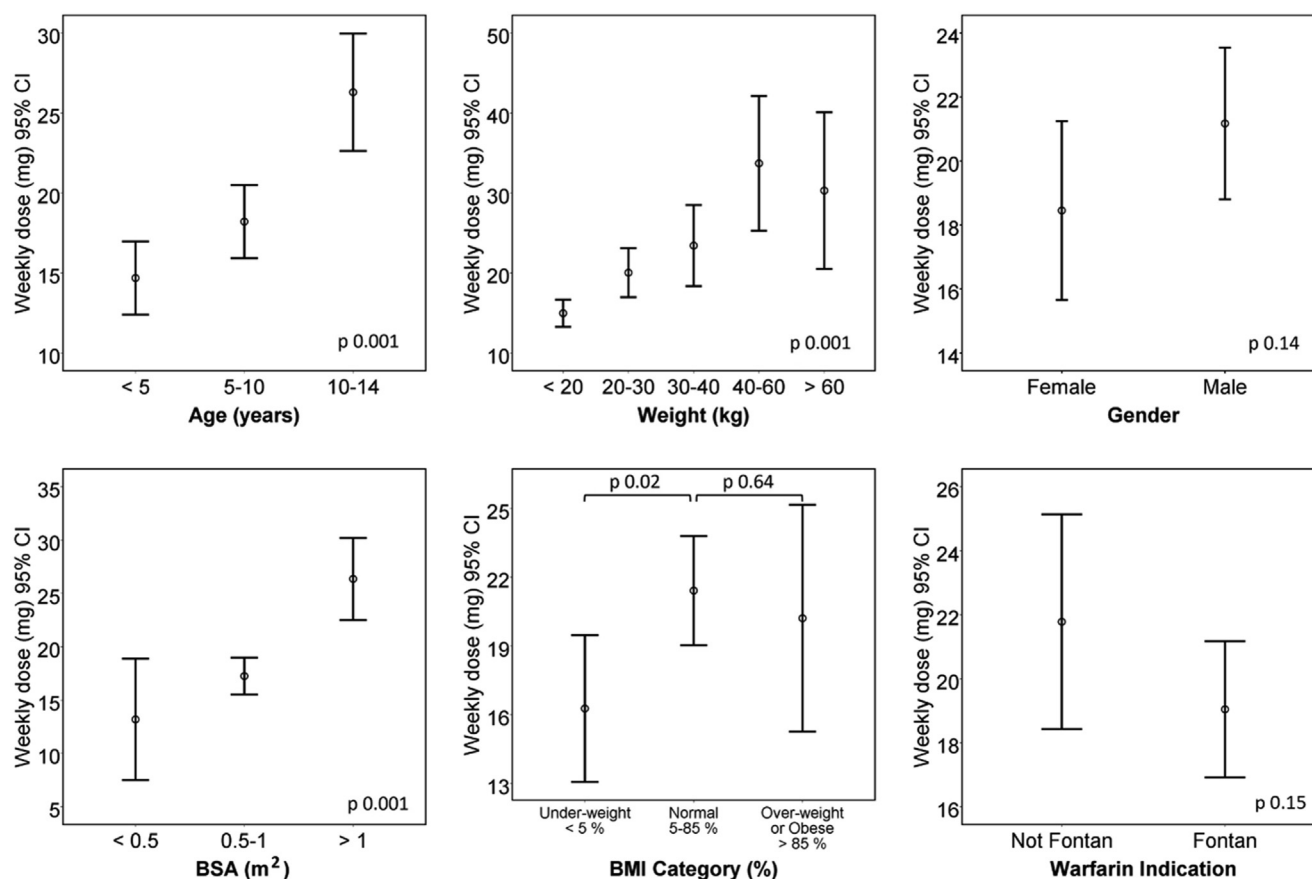 Weekly dose (mg) 95% CI
30
25
20
15
10
p 0.001
< 5 5-10 10-14
Age (years)
Weekly dose (mg) 95% CI
50
40
30
20
10
p 0.001
< 20 20-30 30-40 40-60 > 60
Weight (kg)
Weekly dose (mg) 95% CI
24
22
20
18
16
14
p 0.14
Female Male
Gender
Weekly dose (mg) 95% CI
35
30
25
20
15
10
5
p 0.001
< 0.5 0.5-1 > 1
BSA (m²)
Weekly dose (mg) 95% CI
p 0.02 p 0.64
25
22
19
16
13
Under-weight Normal Over-weight
< 5 % 5-85 % or Obese
> 85 %
BMI Category (%)
Weekly dose (mg) 95% CI
26
24
22
20
18
16
p 0.15
Not Fontan Fontan
Warfarin Indication